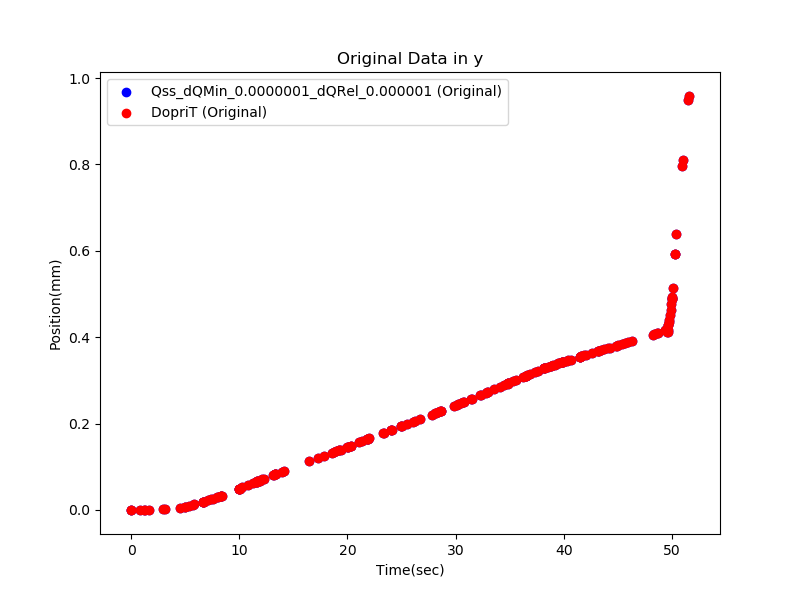 Original Data in y
Qss_dQMin_0.0000001_dQRel_0.000001 (Original)
DopriT (Original)
1.0
0.8
0.6
0.4
0.2
0.0
Position(mm)
0 10 20 30 40 50
Time(sec)